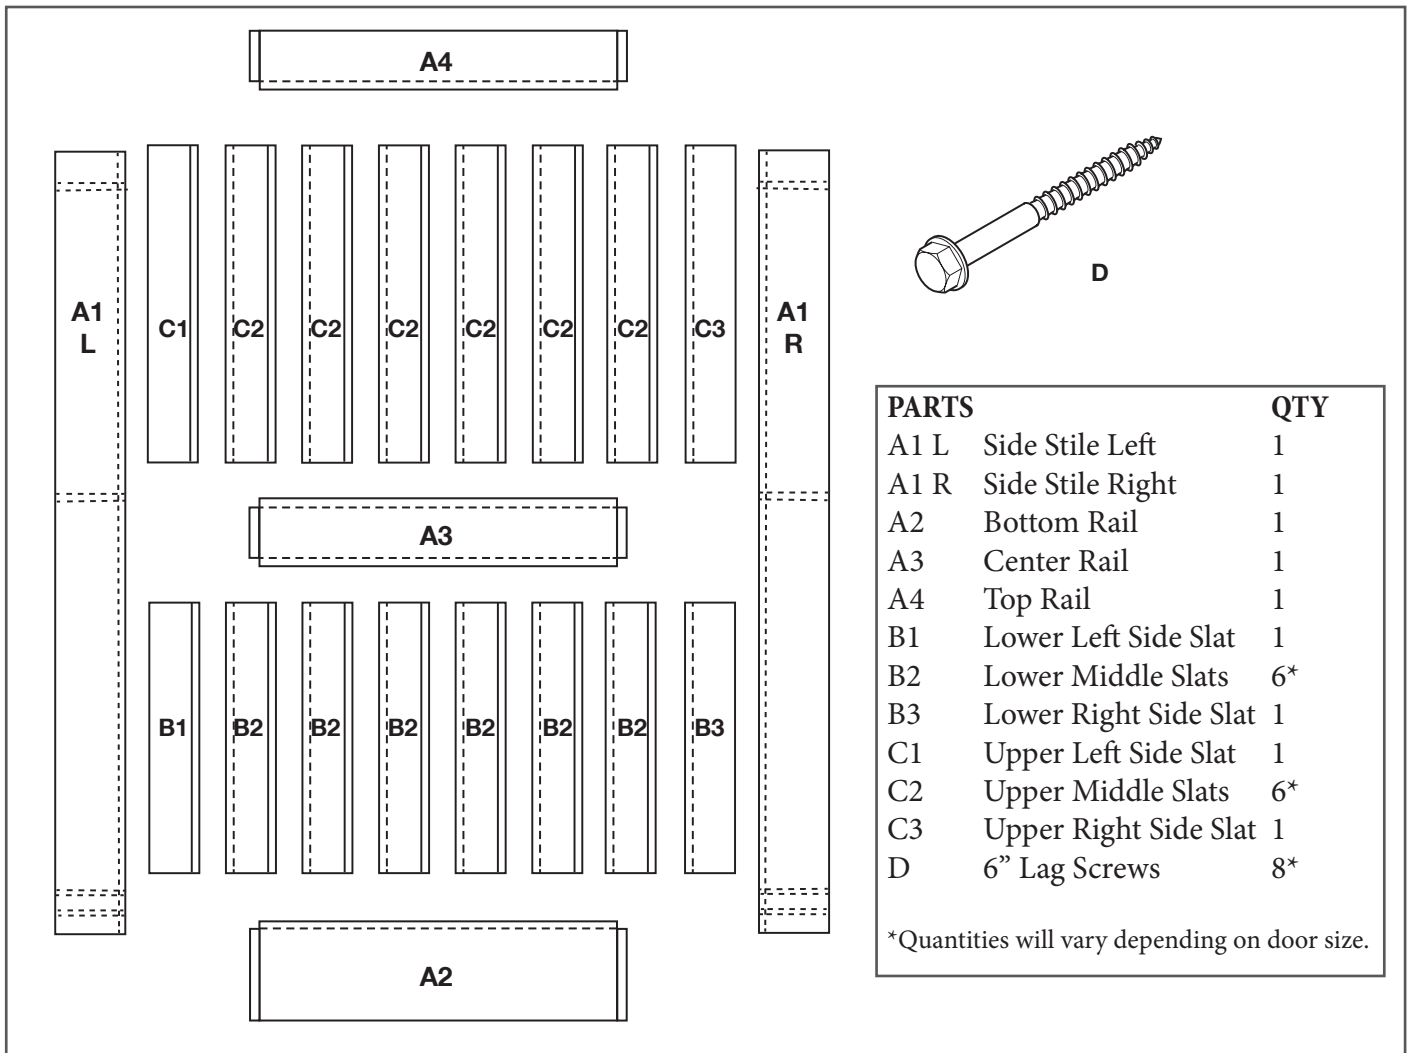 A4
A1
L
C1 C2 C2 C2 C2 C2 C2 C3
A1
R
D
A3
B1 B2 B2 B2 B2 B2 B2 B3
A2
PARTS QTY
A1 L Side Stile Left 1
A1 R Side Stile Right 1
A2 Bottom Rail 1
A3 Center Rail 1
A4 Top Rail 1
B1 Lower Left Side Slat 1
B2 Lower Middle Slats 6*
B3 Lower Right Side Slat 1
C1 Upper Left Side Slat 1
C2 Upper Middle Slats 6*
C3 Upper Right Side Slat 1
D 6” Lag Screws 8*
*Quantities will vary depending on door size.